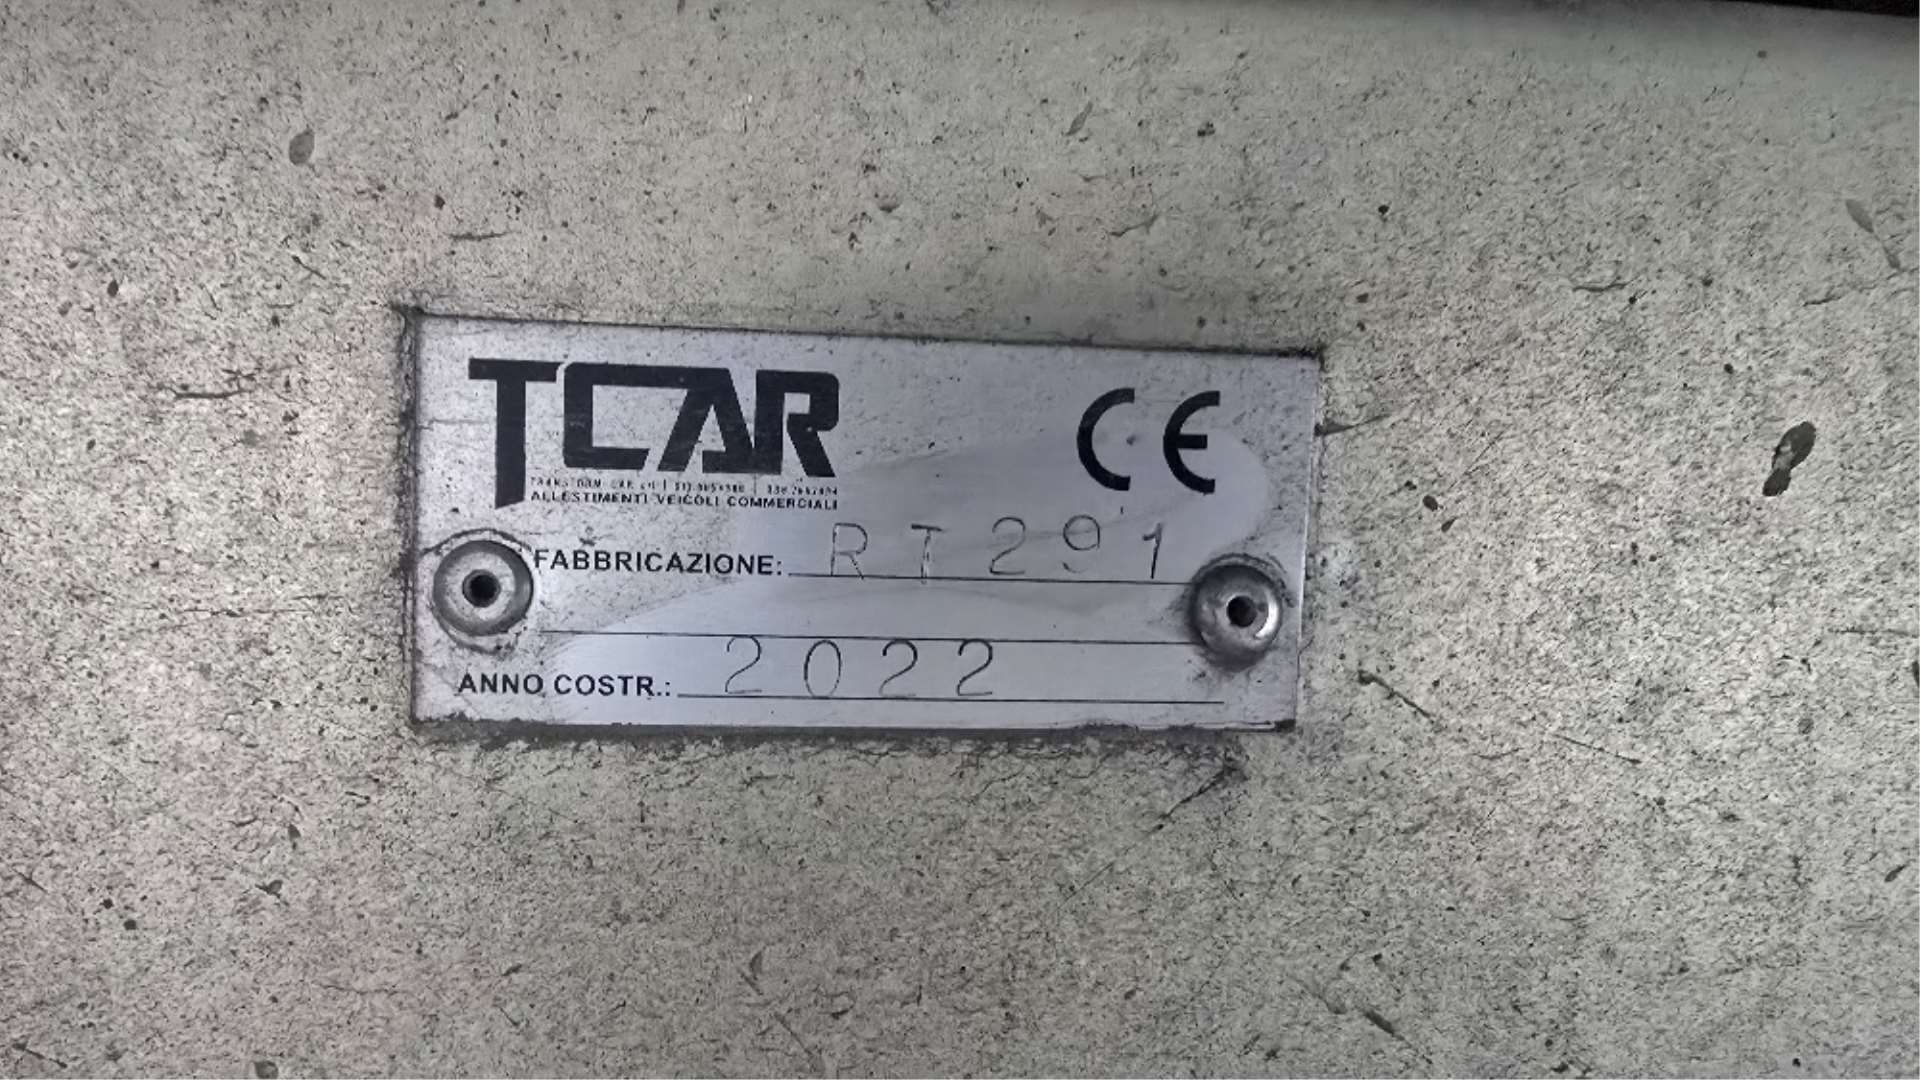 TCAR CE
ALLESTIMENTI VEICOLI COMMERCIALI
FABBRICAZIONE: RT291
ANNO COSTR.: 2022